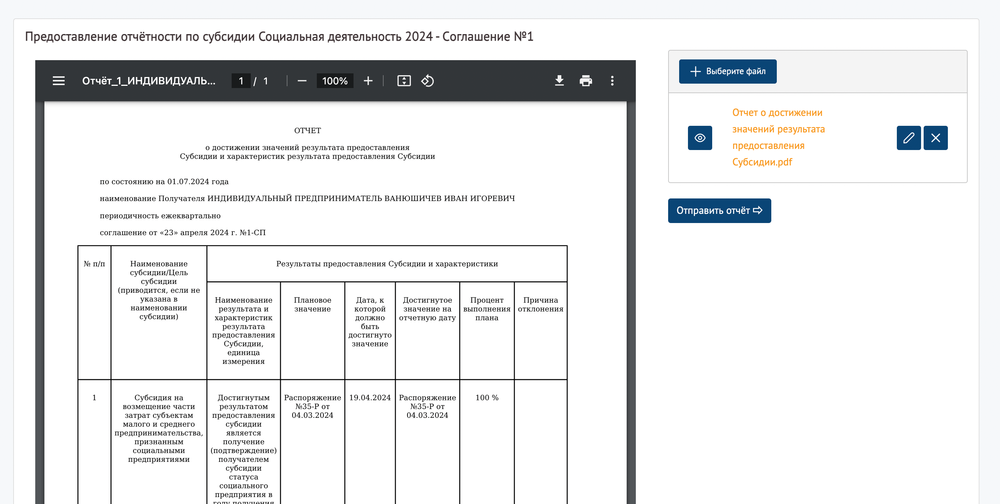 Предоставление отчётности по субсидии Социальная деятельность 2024 - Соглашение №1
Отчёт_1_ИНДИВИДУАЛЬ...
1 / 1
100%
ОТЧЕТ
о достижении значений результата предоставления
Субсидии и характеристик результата предоставления Субсидии
по состоянию на 01.07.2024 года
наименование Получателя ИНДИВИДУАЛЬНЫЙ ПРЕДПРИНИМАТЕЛЬ ВАНЮШИЧЕВ ИВАН ИГОРЕВИЧ
периодичность ежеквартально
соглашение от «23» апреля 2024 г. №1-СП
№ п/п
Наименование
субсидии/Цель
субсидии
(приводится, если не
указана в
наименовании
субсидии)
Результаты предоставления Субсидии и характеристики
Наименование
результата и
характеристик
результата
предоставления
Субсидии,
единица
измерения
Плановое
значение
Дата, к
которой
должно
быть
достигнуто
значение
Достигнутое
значение на
отчетную дату
Процент
выполнения
плана
Причина
отклонения
1
Субсидия на
возмещение части
затрат субъектам
малого и среднего
предпринимательства,
признанным
социальными
предприятиями
Достигнутым
результатом
предоставления
субсидии
является
получение
(подтверждение)
получателем
субсидии
статуса
социального
предприятия в
году получения
Распоряжение
№35-Р от
04.03.2024
19.04.2024
Распоряжение
№35-Р от
04.03.2024
100 %
Выберите файл
Отчет о достижении
значений результата
предоставления
Субсидии.pdf
Отправить отчёт